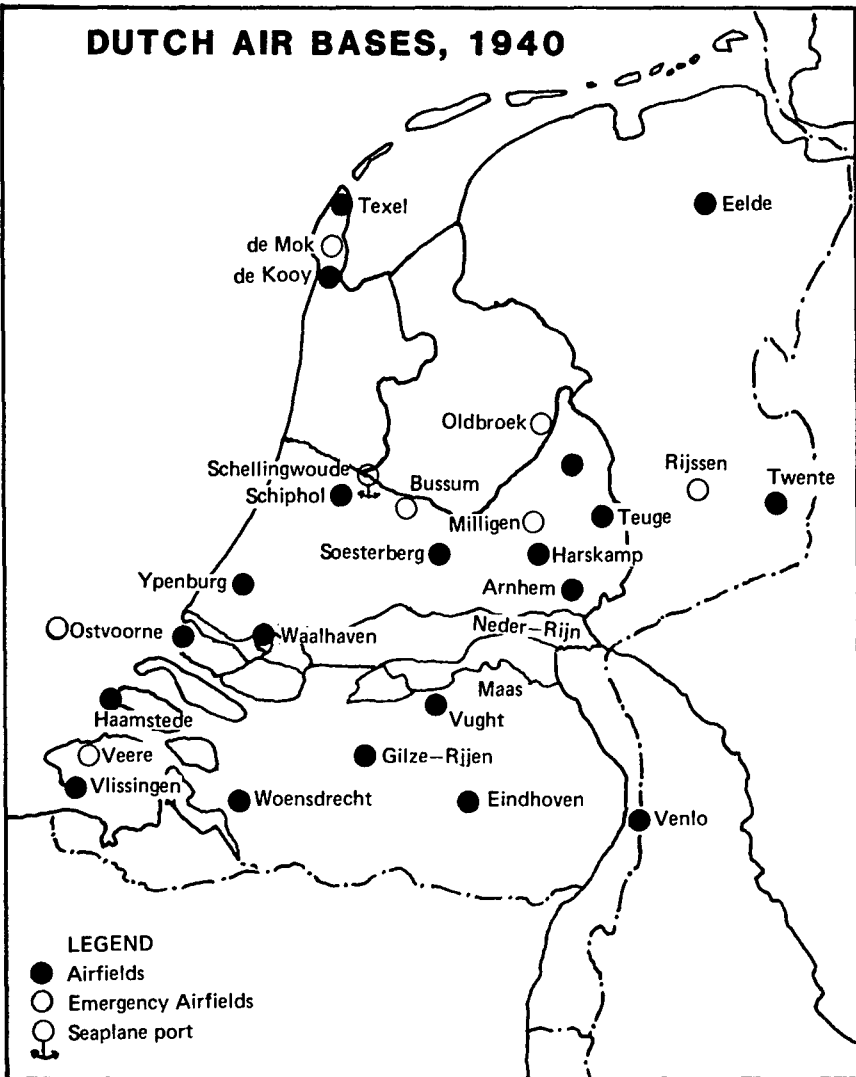 DUTCH AIR BASES, 1940
Texel
Eelde
de Mok
de Kooy
Oldbroek
Schellingwoude
Bussum
Rijssen
Schiphol
Twente
Milligen
Teuge
Soesterberg
Harskamp
Ypenburg
Arnhem
Ostvoorne
Waalhaven
Neder-Rijn
Maas
Haamstede
Vught
Veere
Gilze-Rijen
Vlissingen
Woensdrecht
Eindhoven
Venlo
LEGEND
Airfields
Emergency Airfields
Seaplane port